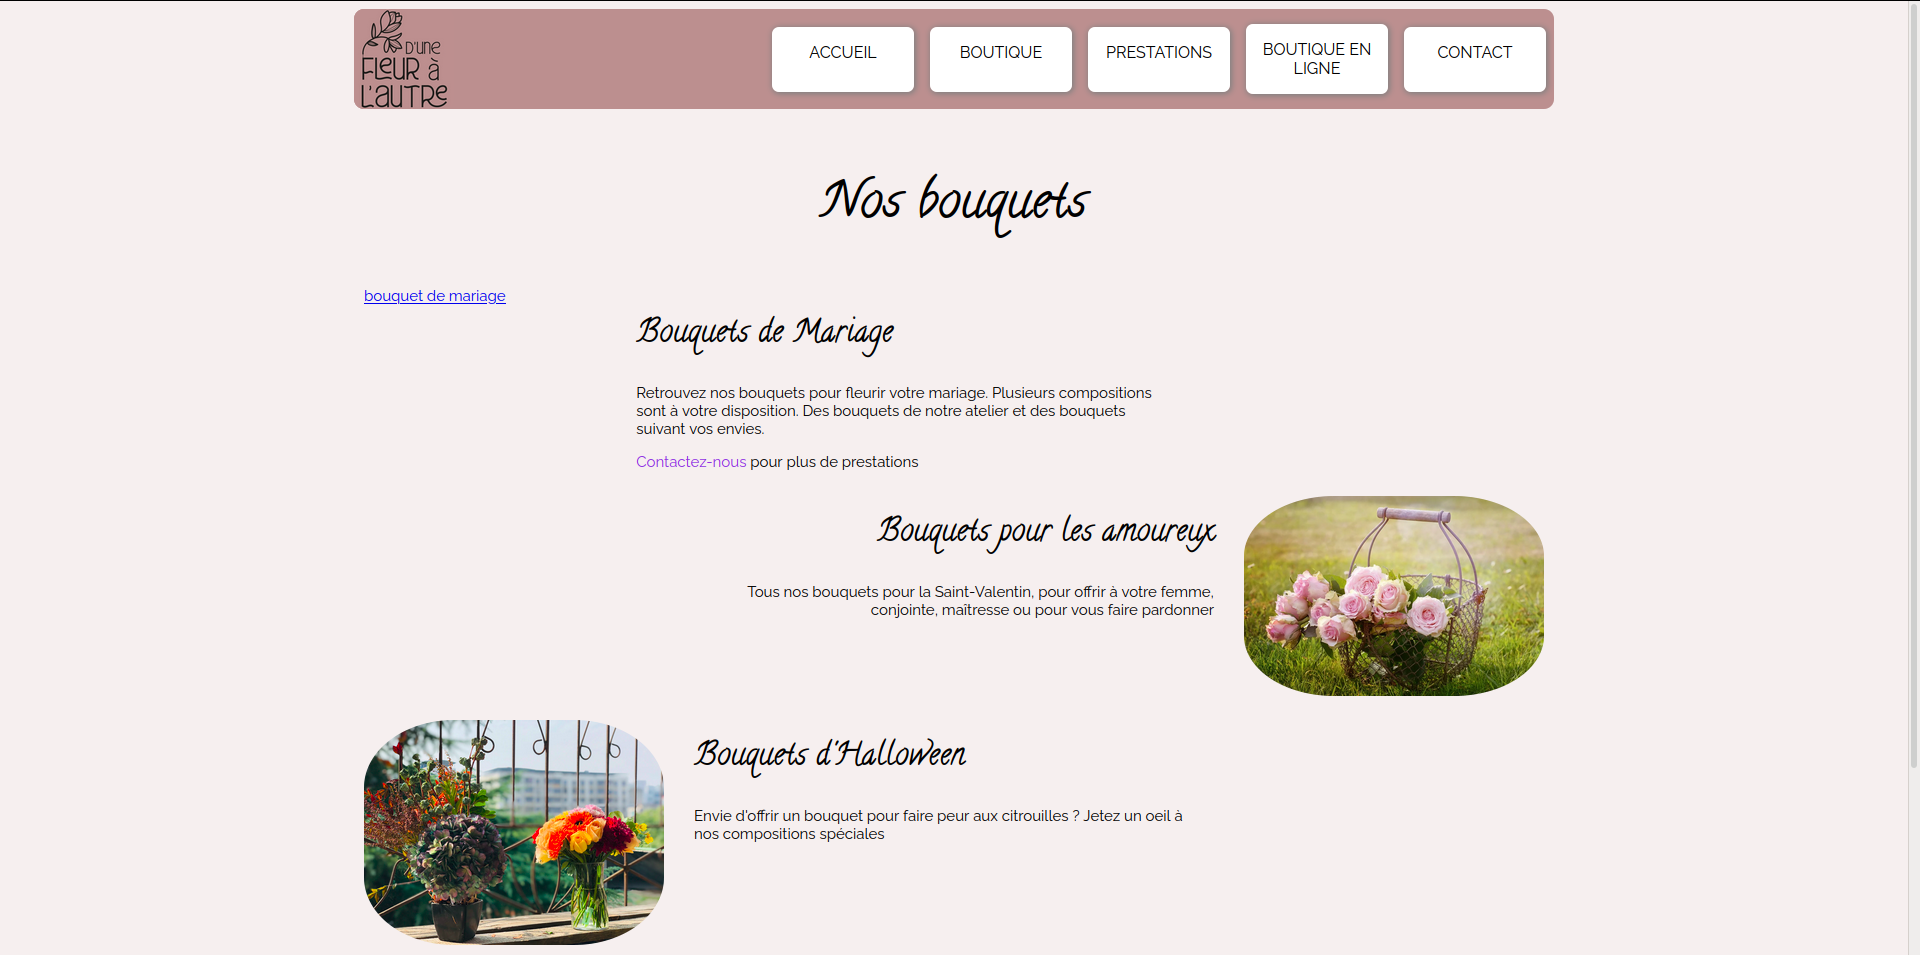 D'UNE
FLEUR à
L'AUTRE
ACCUEIL
BOUTIQUE
PRESTATIONS
BOUTIQUE EN
LIGNE
CONTACT
Nos bouquets
bouquet de mariage
Bouquets de Mariage
Retrouvez nos bouquets pour fleurir votre mariage. Plusieurs compositions
sont à votre disposition. Des bouquets de notre atelier et des bouquets
suivant vos envies.
Contactez-nous pour plus de prestations
Bouquets pour les amoureux
Tous nos bouquets pour la Saint-Valentin, pour offrir à votre femme,
conjointe, maîtresse ou pour vous faire pardonner
Bouquets d'Halloween
Envie d'offrir un bouquet pour faire peur aux citrouilles ? Jetez un oeil à
nos compositions spéciales